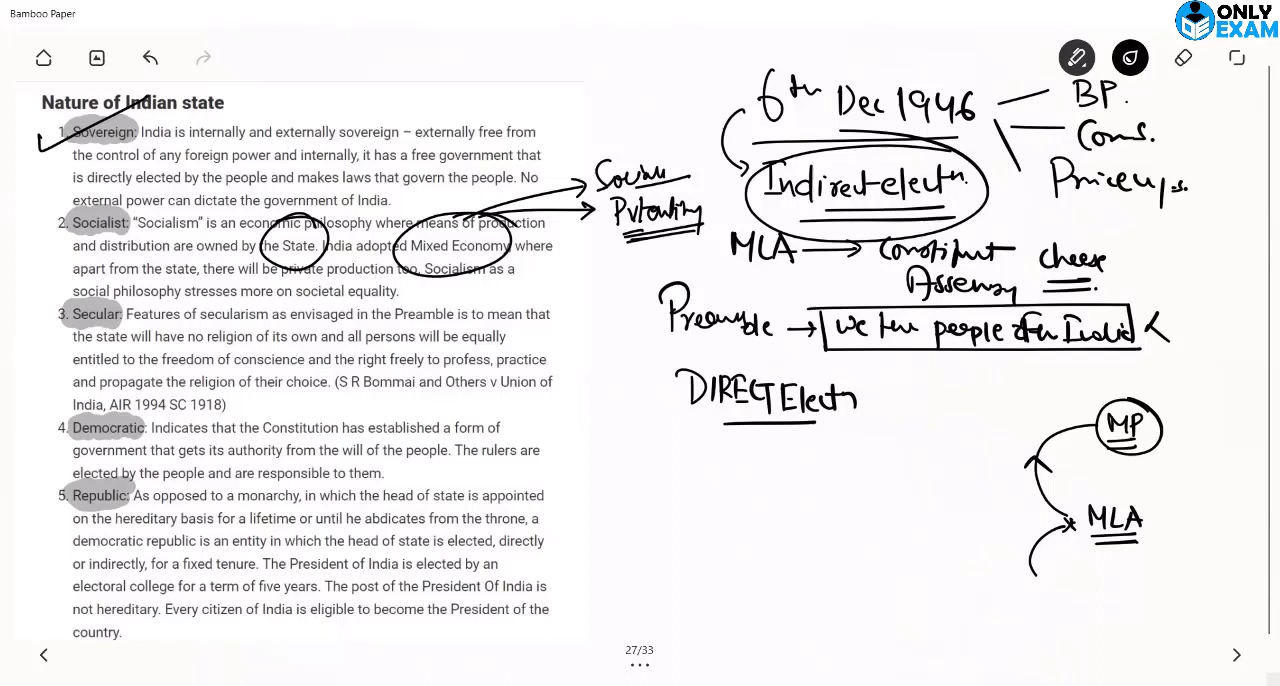 Bamboo Paper
ONLY
EXAM
Nature of Indian state
1. Sovereign: India is internally and externally sovereign – externally free from
the control of any foreign power and internally, it has a free government that
is directly elected by the people and makes laws that govern the people. No
external power can dictate the government of India.
2. Socialist: “Socialism” is an economic philosophy where means of production
and distribution are owned by the State. India adopted Mixed Economy where
apart from the state, there will be private production too. Socialism as a
social philosophy stresses more on societal equality.
3. Secular: Features of secularism as envisaged in the Preamble is to mean that
the state will have no religion of its own and all persons will be equally
entitled to the freedom of conscience and the right freely to profess, practice
and propagate the religion of their choice. (S R Bommai and Others v Union of
India, AIR 1994 SC 1918)
4. Democratic: Indicates that the Constitution has established a form of
government that gets its authority from the will of the people. The rulers are
elected by the people and are responsible to them.
5. Republic: As opposed to a monarchy, in which the head of state is appointed
on the hereditary basis for a lifetime or until he abdicates from the throne, a
democratic republic is an entity in which the head of state is elected, directly
or indirectly, for a fixed tenure. The President of India is elected by an
electoral college for a term of five years. The post of the President Of India is
not hereditary. Every citizen of India is eligible to become the President of the
country.
6th Dec 1946
BP.
Cons.
Indirect electn.
MLA
Preamble
we the people of India
DIRECT Electn
MP
MLA
27/33